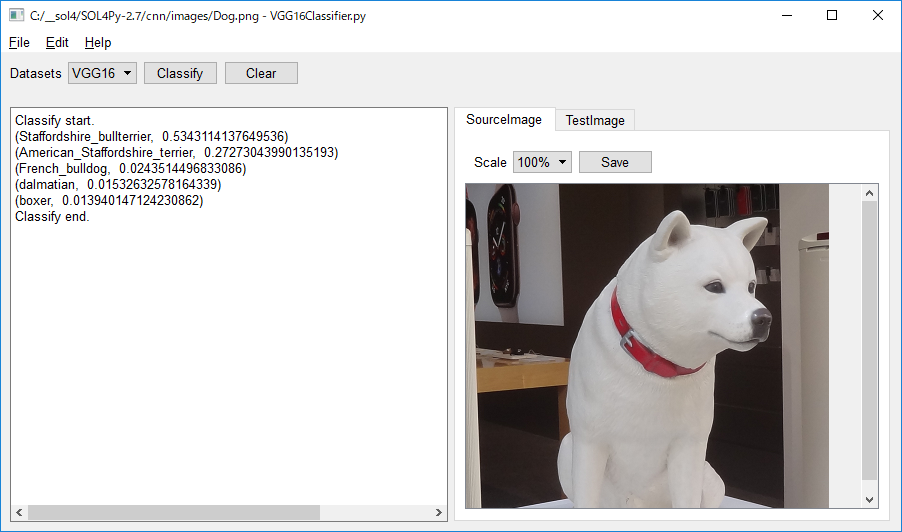 C:/__sol4/SOL4Py-2.7/cnn/images/Dog.png - VGG16Classifier.py
File Edit Help
Datasets VGG16 Classify Clear
Classify start.
(Staffordshire_bullterrier, 0.5343114137649536)
(American_Staffordshire_terrier, 0.27273043990135193)
(French_bulldog, 0.0243514496833086)
(dalmatian, 0.01532632578164339)
(boxer, 0.013940147124230862)
Classify end.
SourceImage TestImage
Scale 100% Save